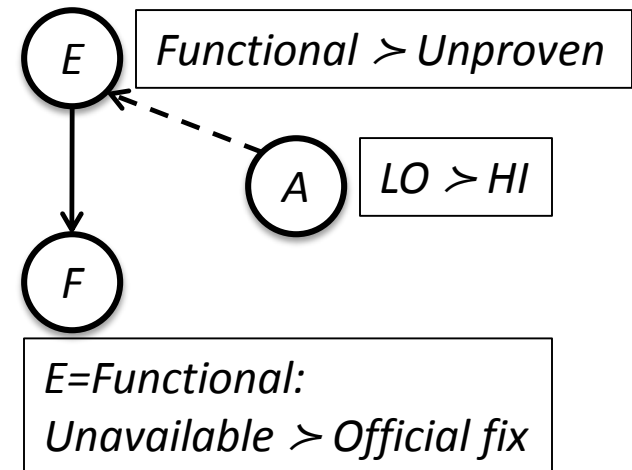 E
Functional ≻ Unproven
A
LO ≻ HI
F
E=Functional:
Unavailable ≻ Official fix